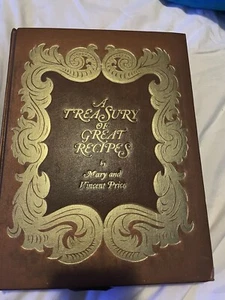 A
TREASURY
OF
GREAT
RECIPES
by
Mary and
Vincent Price